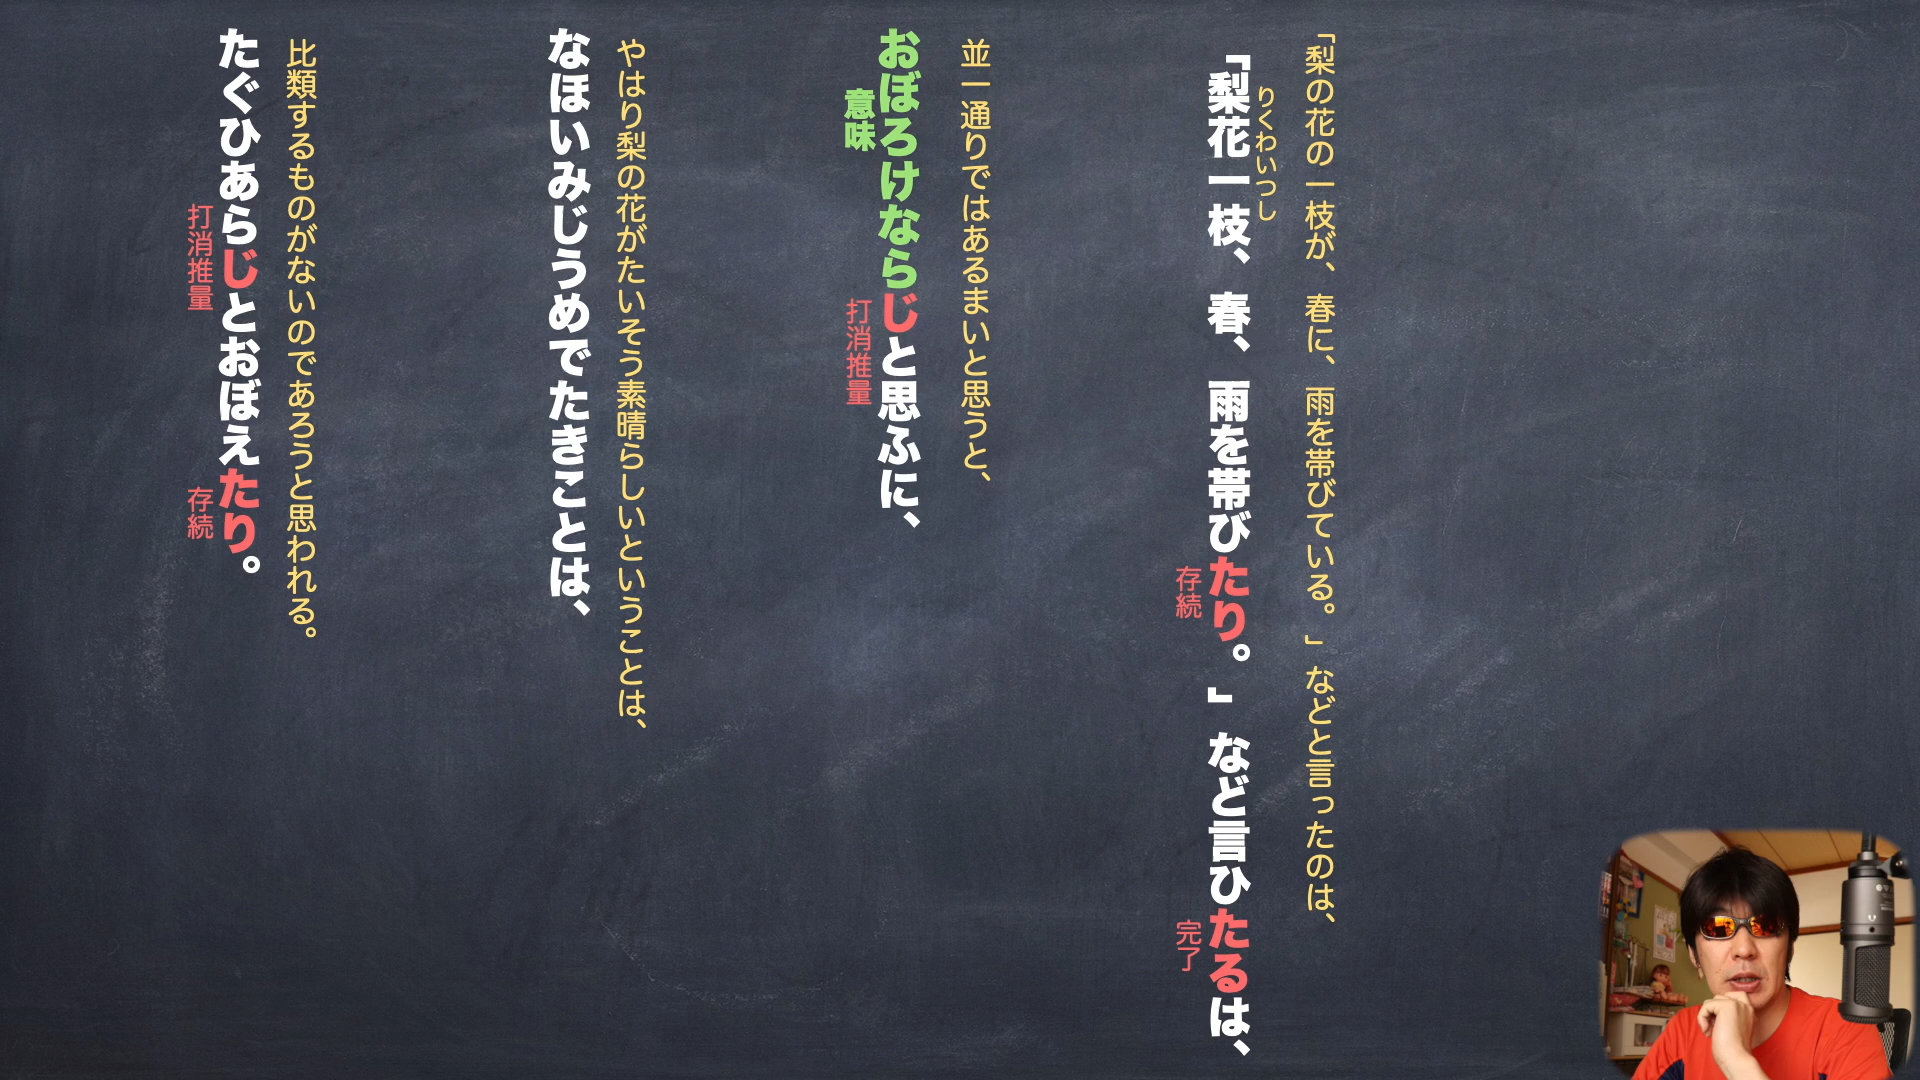 「梨の花の一枝が、春に、雨を帯びている。」などと言ったのは、
りくわいつし
「梨花一枝、春、雨を帯びたり。」など言ひたるは、
存続
完了
並一通りではあるまいと思うと、
おぼろけならじと思ふに、
意味
打消推量
やはり梨の花がたいそう素晴らしいということは、
なほいみじうめでたきことは、
比類するものがないのであろうと思われる。
たぐひあらじとおぼえたり。
打消推量
存続